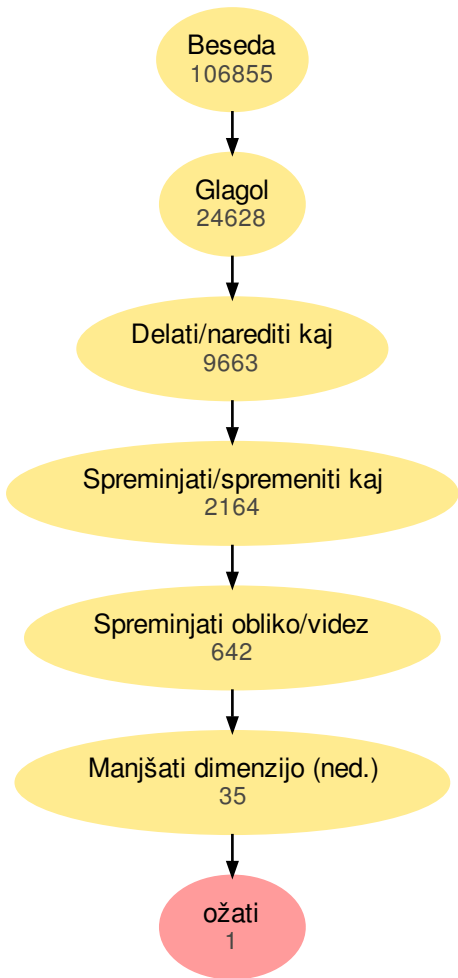 Beseda
106855
Glagol
24628
Delati/narediti kaj
9663
Spreminjati/spremeniti kaj
2164
Spreminjati obliko/videz
642
Manjšati dimenzijo (ned.)
35
ožati
1